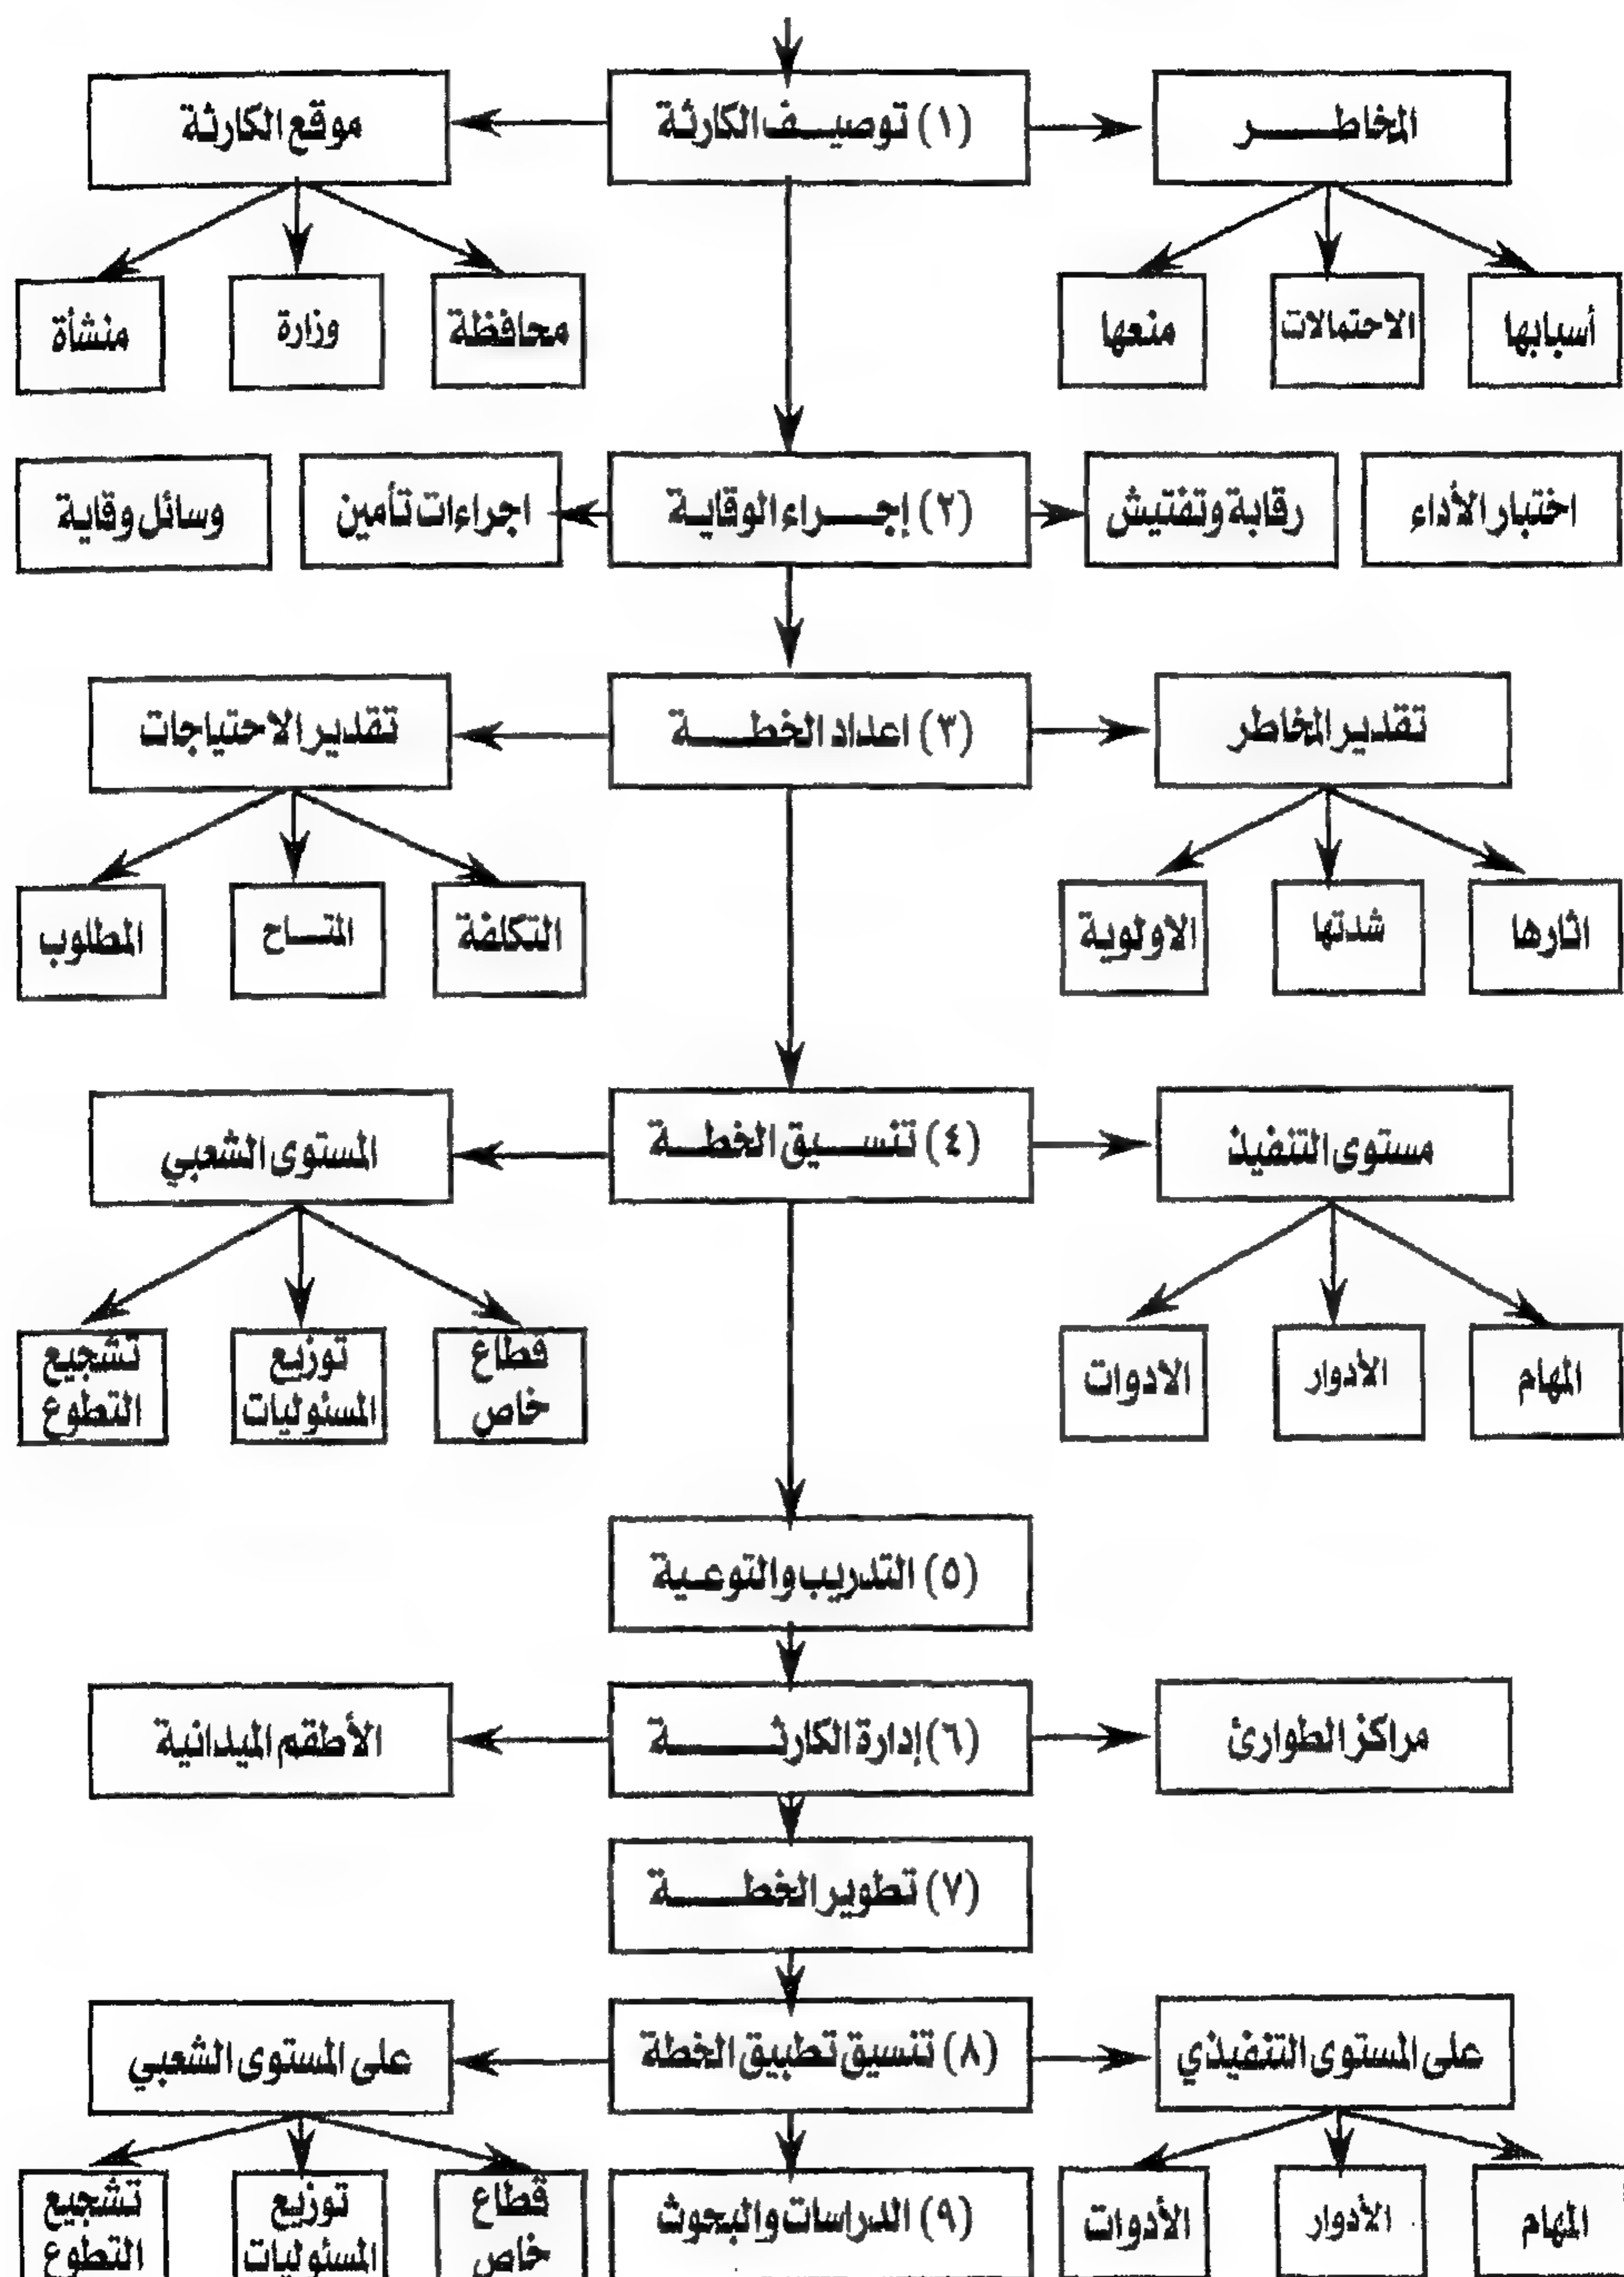 المخاطر
(١) توصيف الكارثة
موقع الكارثة
أسبابها
الاحتمالات
منعها
محافظة
وزارة
منشأة
اختبار الأداء
رقابة وتفتيش
(٢) إجراء الوقاية
اجراءات تأمين
وسائل وقاية
تقدير المخاطر
(٣) اعداد الخطة
تقدير الاحتياجات
اثارها
شدتها
الاولوية
التكلفة
المتاح
المطلوب
مستوى التنفيذ
(٤) تنسيق الخطة
المستوى الشعبي
المهام
الأدوار
الادوات
قطاع
خاص
توزيع
المسئوليات
تشجيع
التطوع
(٥) التدريب والتوعية
مراكز الطوارئ
(٦) إدارة الكارثة
الأطقم الميدانية
(٧) تطوير الخطة
على المستوى التنفيذي
(٨) تنسيق تطبيق الخطة
على المستوى الشعبي
المهام
الأدوار
الأدوات
(٩) الدراسات والبحوث
قطاع
خاص
توزيع
المسئوليات
تشجيع
التطوع